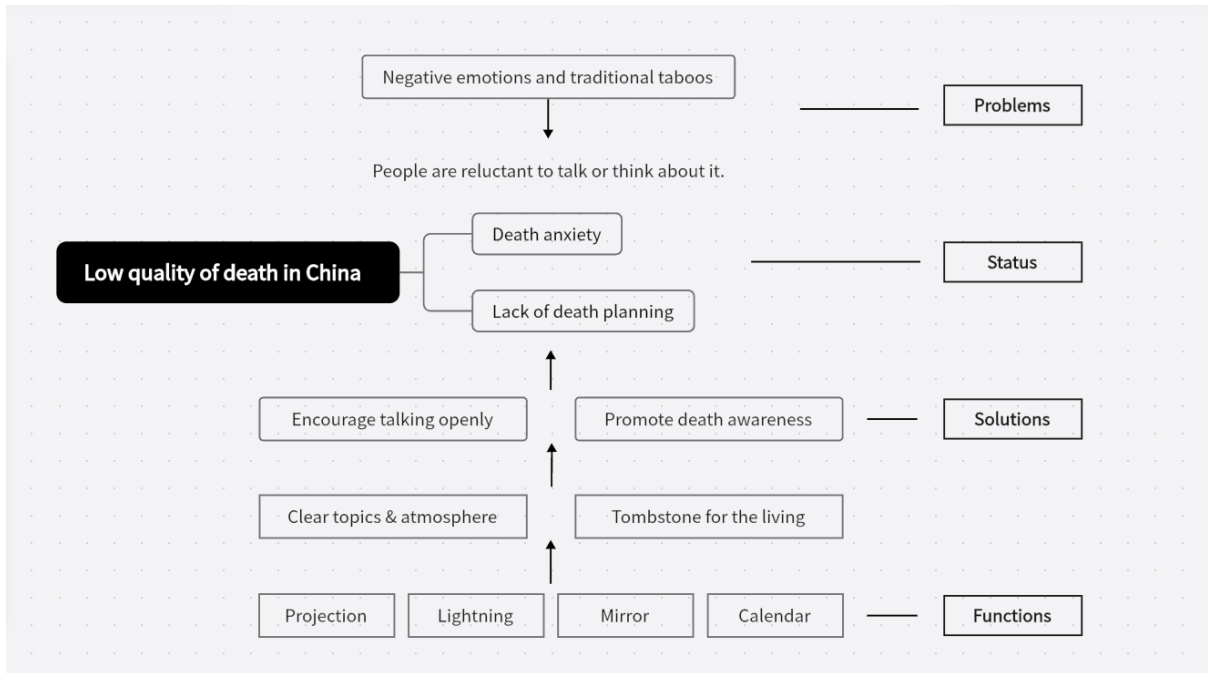 Negative emotions and traditional taboos
Problems
People are reluctant to talk or think about it.
Death anxiety
Low quality of death in China
Status
Lack of death planning
Encourage talking openly
Promote death awareness
Solutions
Clear topics & atmosphere
Tombstone for the living
Projection
Lightning
Mirror
Calendar
Functions